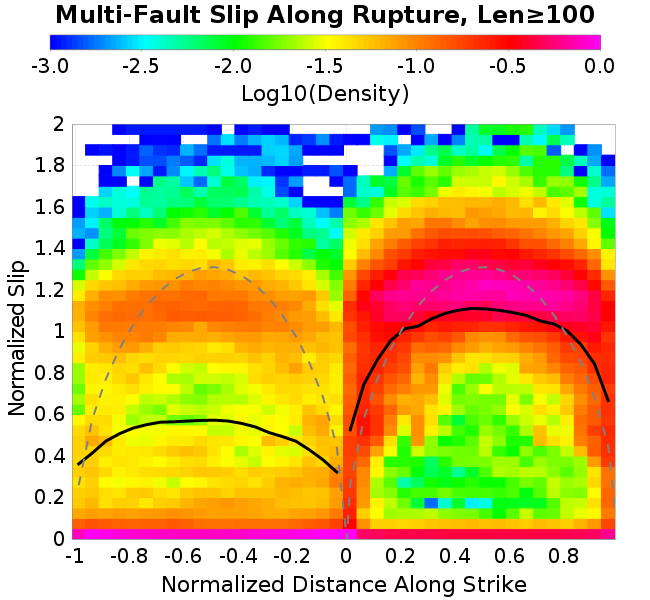 Multi-Fault Slip Along Rupture, Len≥100
-3.0 -2.5 -2.0 -1.5 -1.0 -0.5 0.0
Log10(Density)
2
1.8
1.6
1.4
1.2
1
0.8
0.6
0.4
0.2
0
Normalized Slip
-1 -0.8 -0.6 -0.4 -0.2 0 0.2 0.4 0.6 0.8
Normalized Distance Along Strike